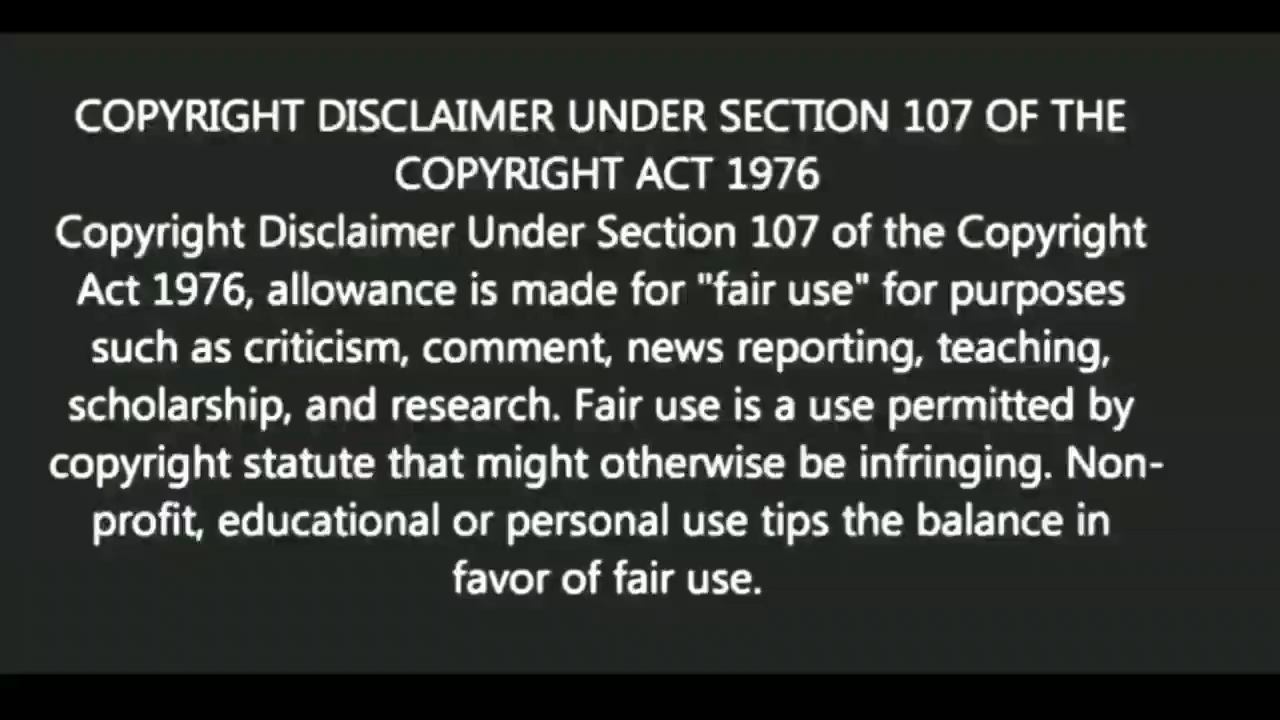 COPYRIGHT DISCLAIMER UNDER SECTION 107 OF THE
COPYRIGHT ACT 1976
Copyright Disclaimer Under Section 107 of the Copyright
Act 1976, allowance is made for "fair use" for purposes
such as criticism, comment, news reporting, teaching,
scholarship, and research. Fair use is a use permitted by
copyright statute that might otherwise be infringing. Non-
profit, educational or personal use tips the balance in
favor of fair use.